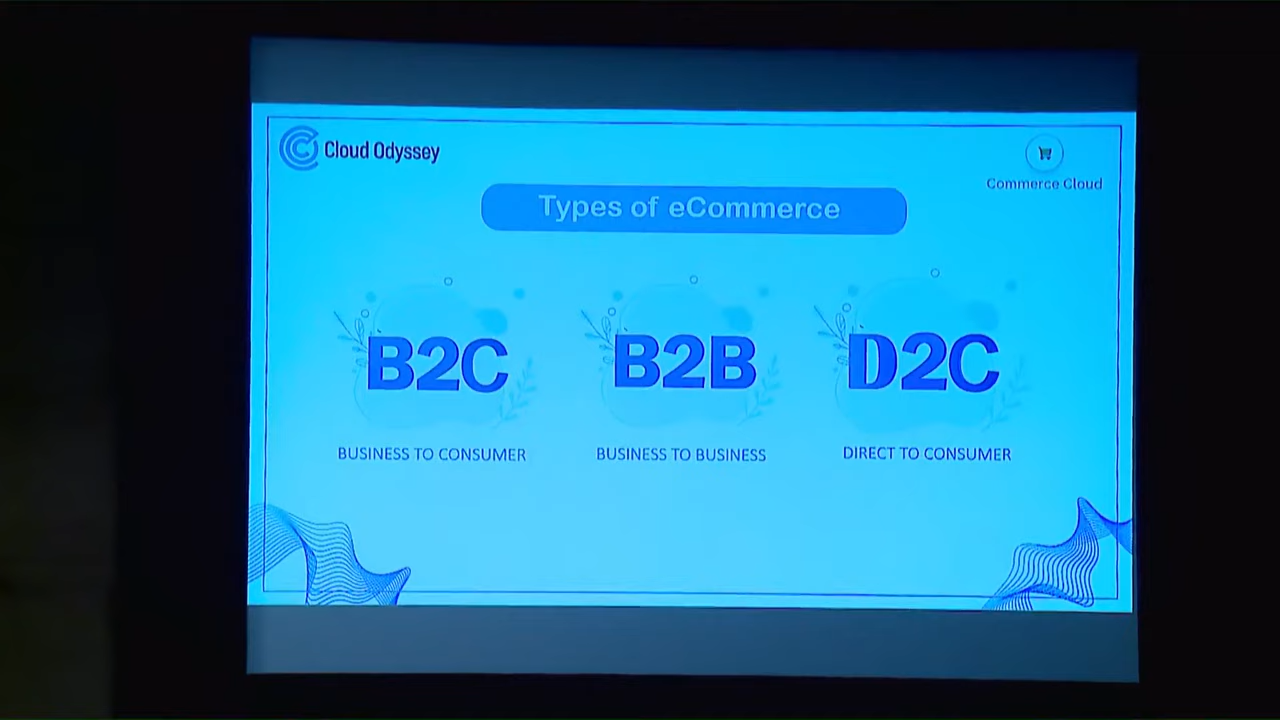 Cloud Odyssey
Commerce Cloud
Types of eCommerce
B2C
B2B
D2C
BUSINESS TO CONSUMER
BUSINESS TO BUSINESS
DIRECT TO CONSUMER